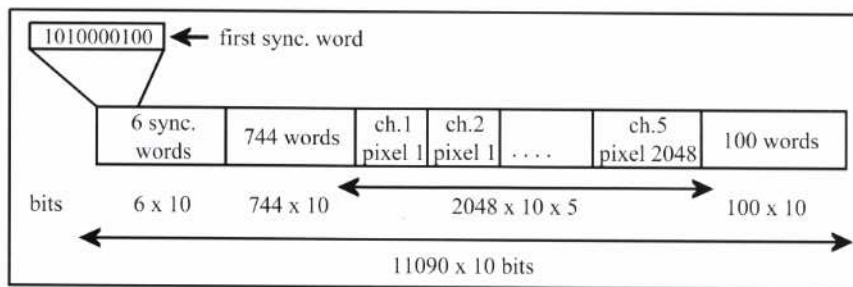 1010000100 first sync. word
6 sync. words
744 words
ch.1 pixel 1
ch.2 pixel 1
. . . .
ch.5 pixel 2048
100 words
bits 6 x 10 744 x 10 2048 x 10 x 5 100 x 10
11090 x 10 bits